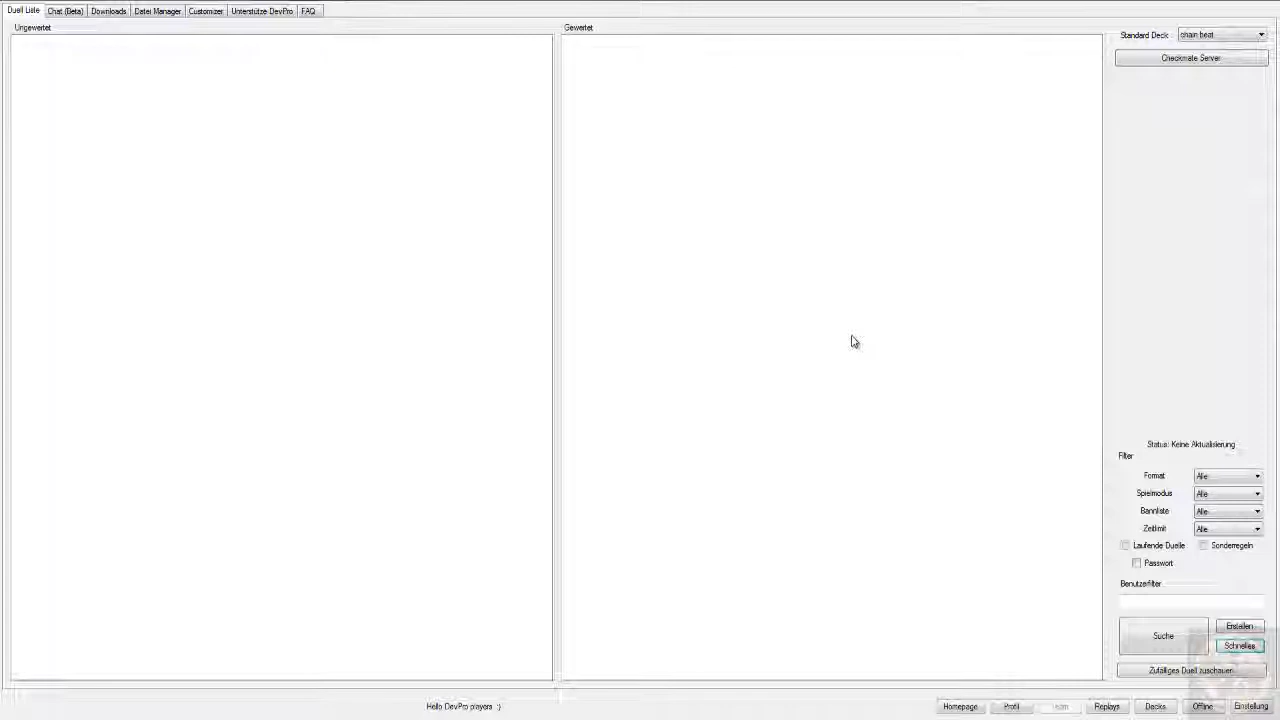 Duell Liste Chat (Beta) Downloads Datei Manager Customizer Unterstütze DevPro FAQ
Ungewertet
Gewertet
Standard Deck chain beat
Checkmate Server
Status: Keine Aktualisierung
Filter
Format Alle
Spielmodus Alle
Bannliste Alle
Zeitlimit Alle
Laufende Duelle Sonderregeln
Passwort
Benutzerfilter
Suche
Erstellen
Schnelles
Zufälliges Duell zuschauen
Hello DevPro players :)
Homepage Profil Team Replays Decks Offline Einstellung